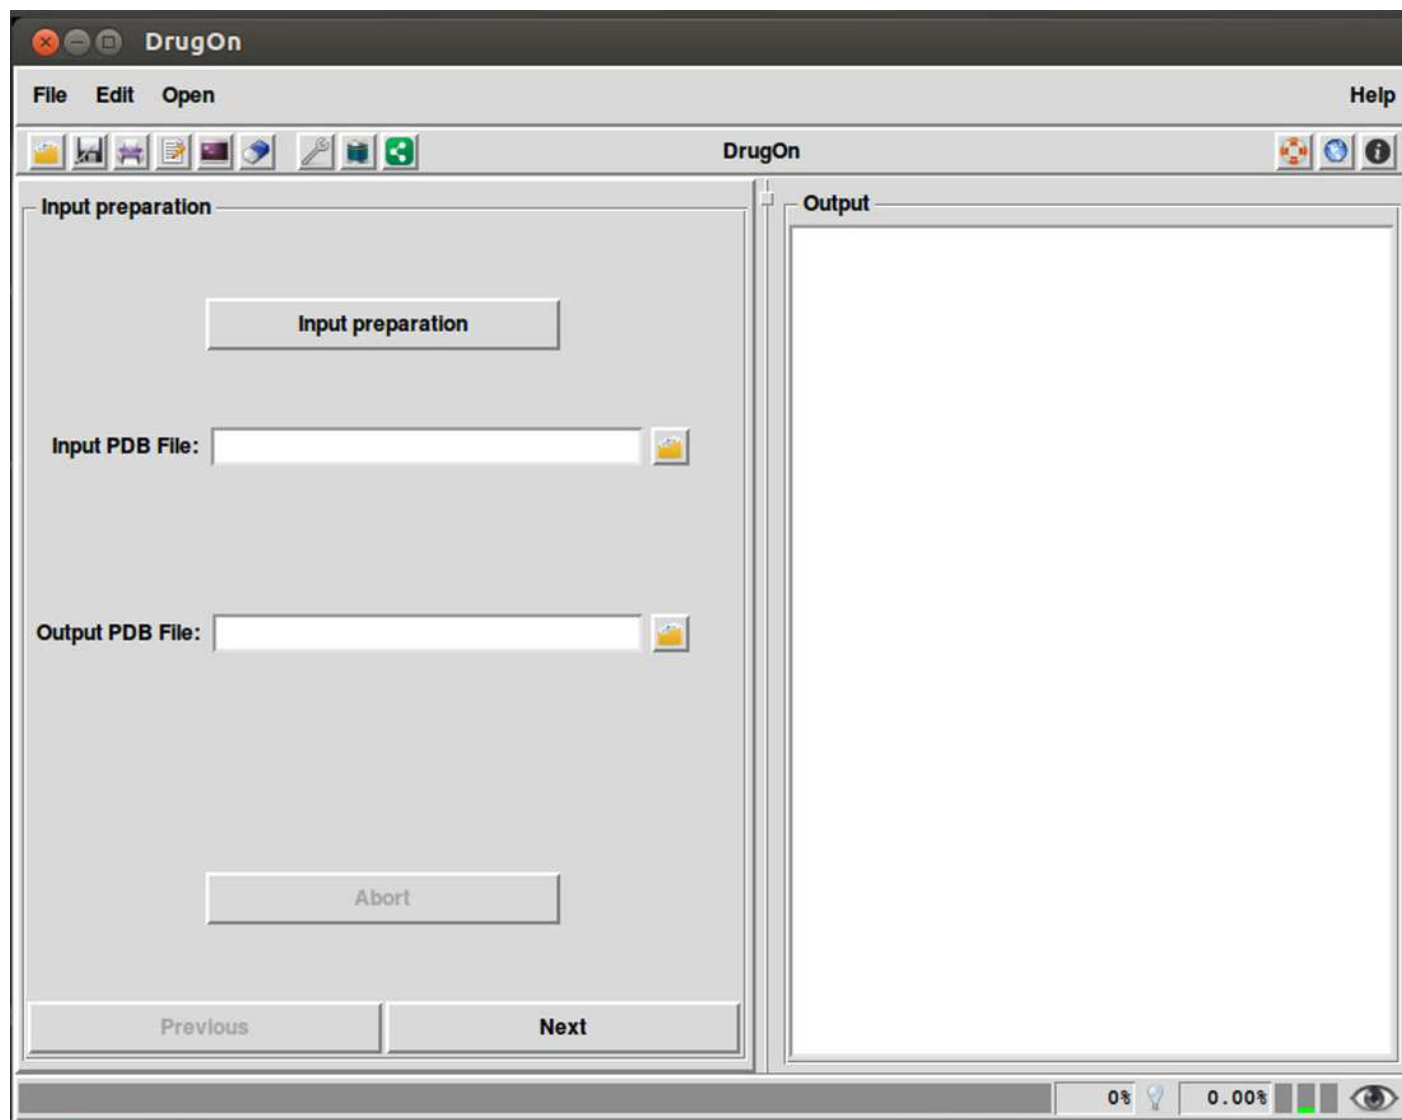 DrugOn
File Edit Open Help
DrugOn
Input preparation
Output
Input preparation
Input PDB File:
Output PDB File:
Abort
Previous Next
0% 0.00%